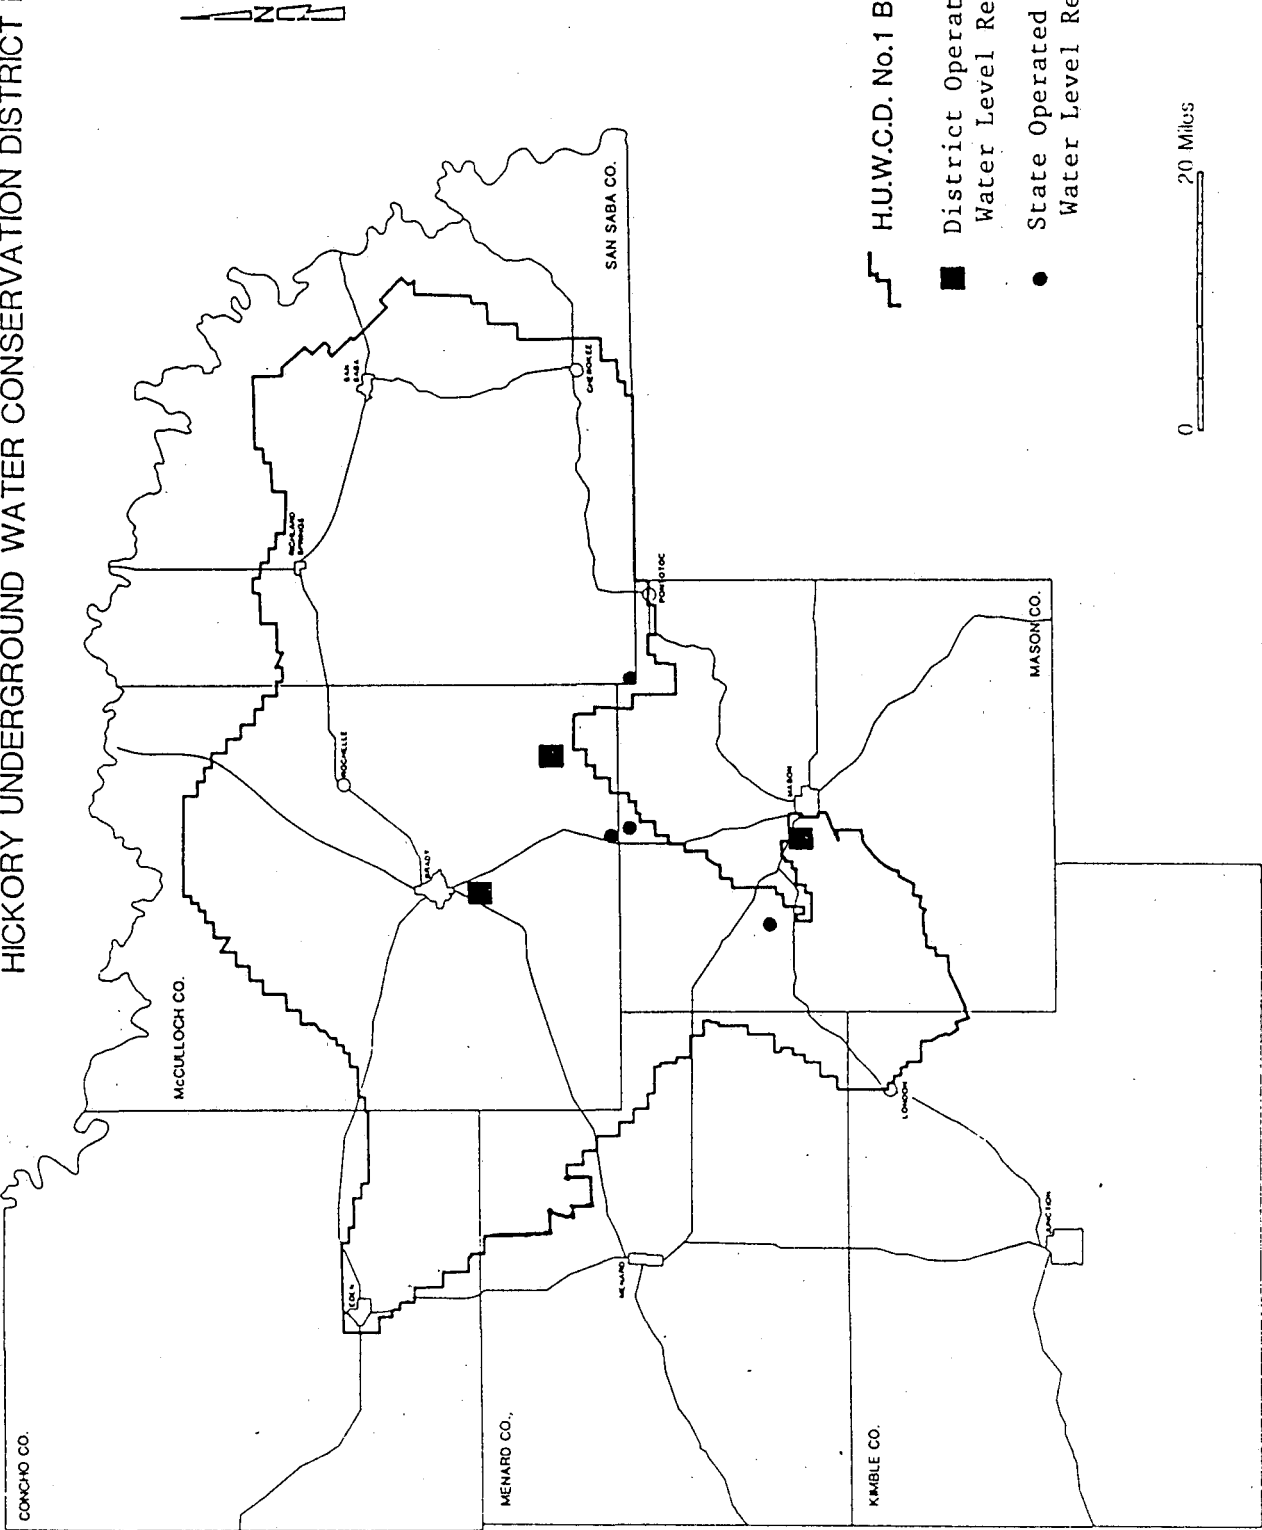 HICKORY UNDERGROUND WATER CONSERVATION DISTRICT
N
CONCHO CO.
McCULLOCH CO.
SAN SABA CO.
MENARD CO.,
MASON CO.
KIMBLE CO.
EDEN
BRADY
ROCHELLE
RICHLAND
SPRINGS
SAN
SABA
CHEROKEE
PONTOTOC
MENARD
MASON
LONDON
JUNCTION
H.U.W.C.D. No.1 B
District Operat
Water Level Re
State Operated
Water Level Re
0 20 Miles